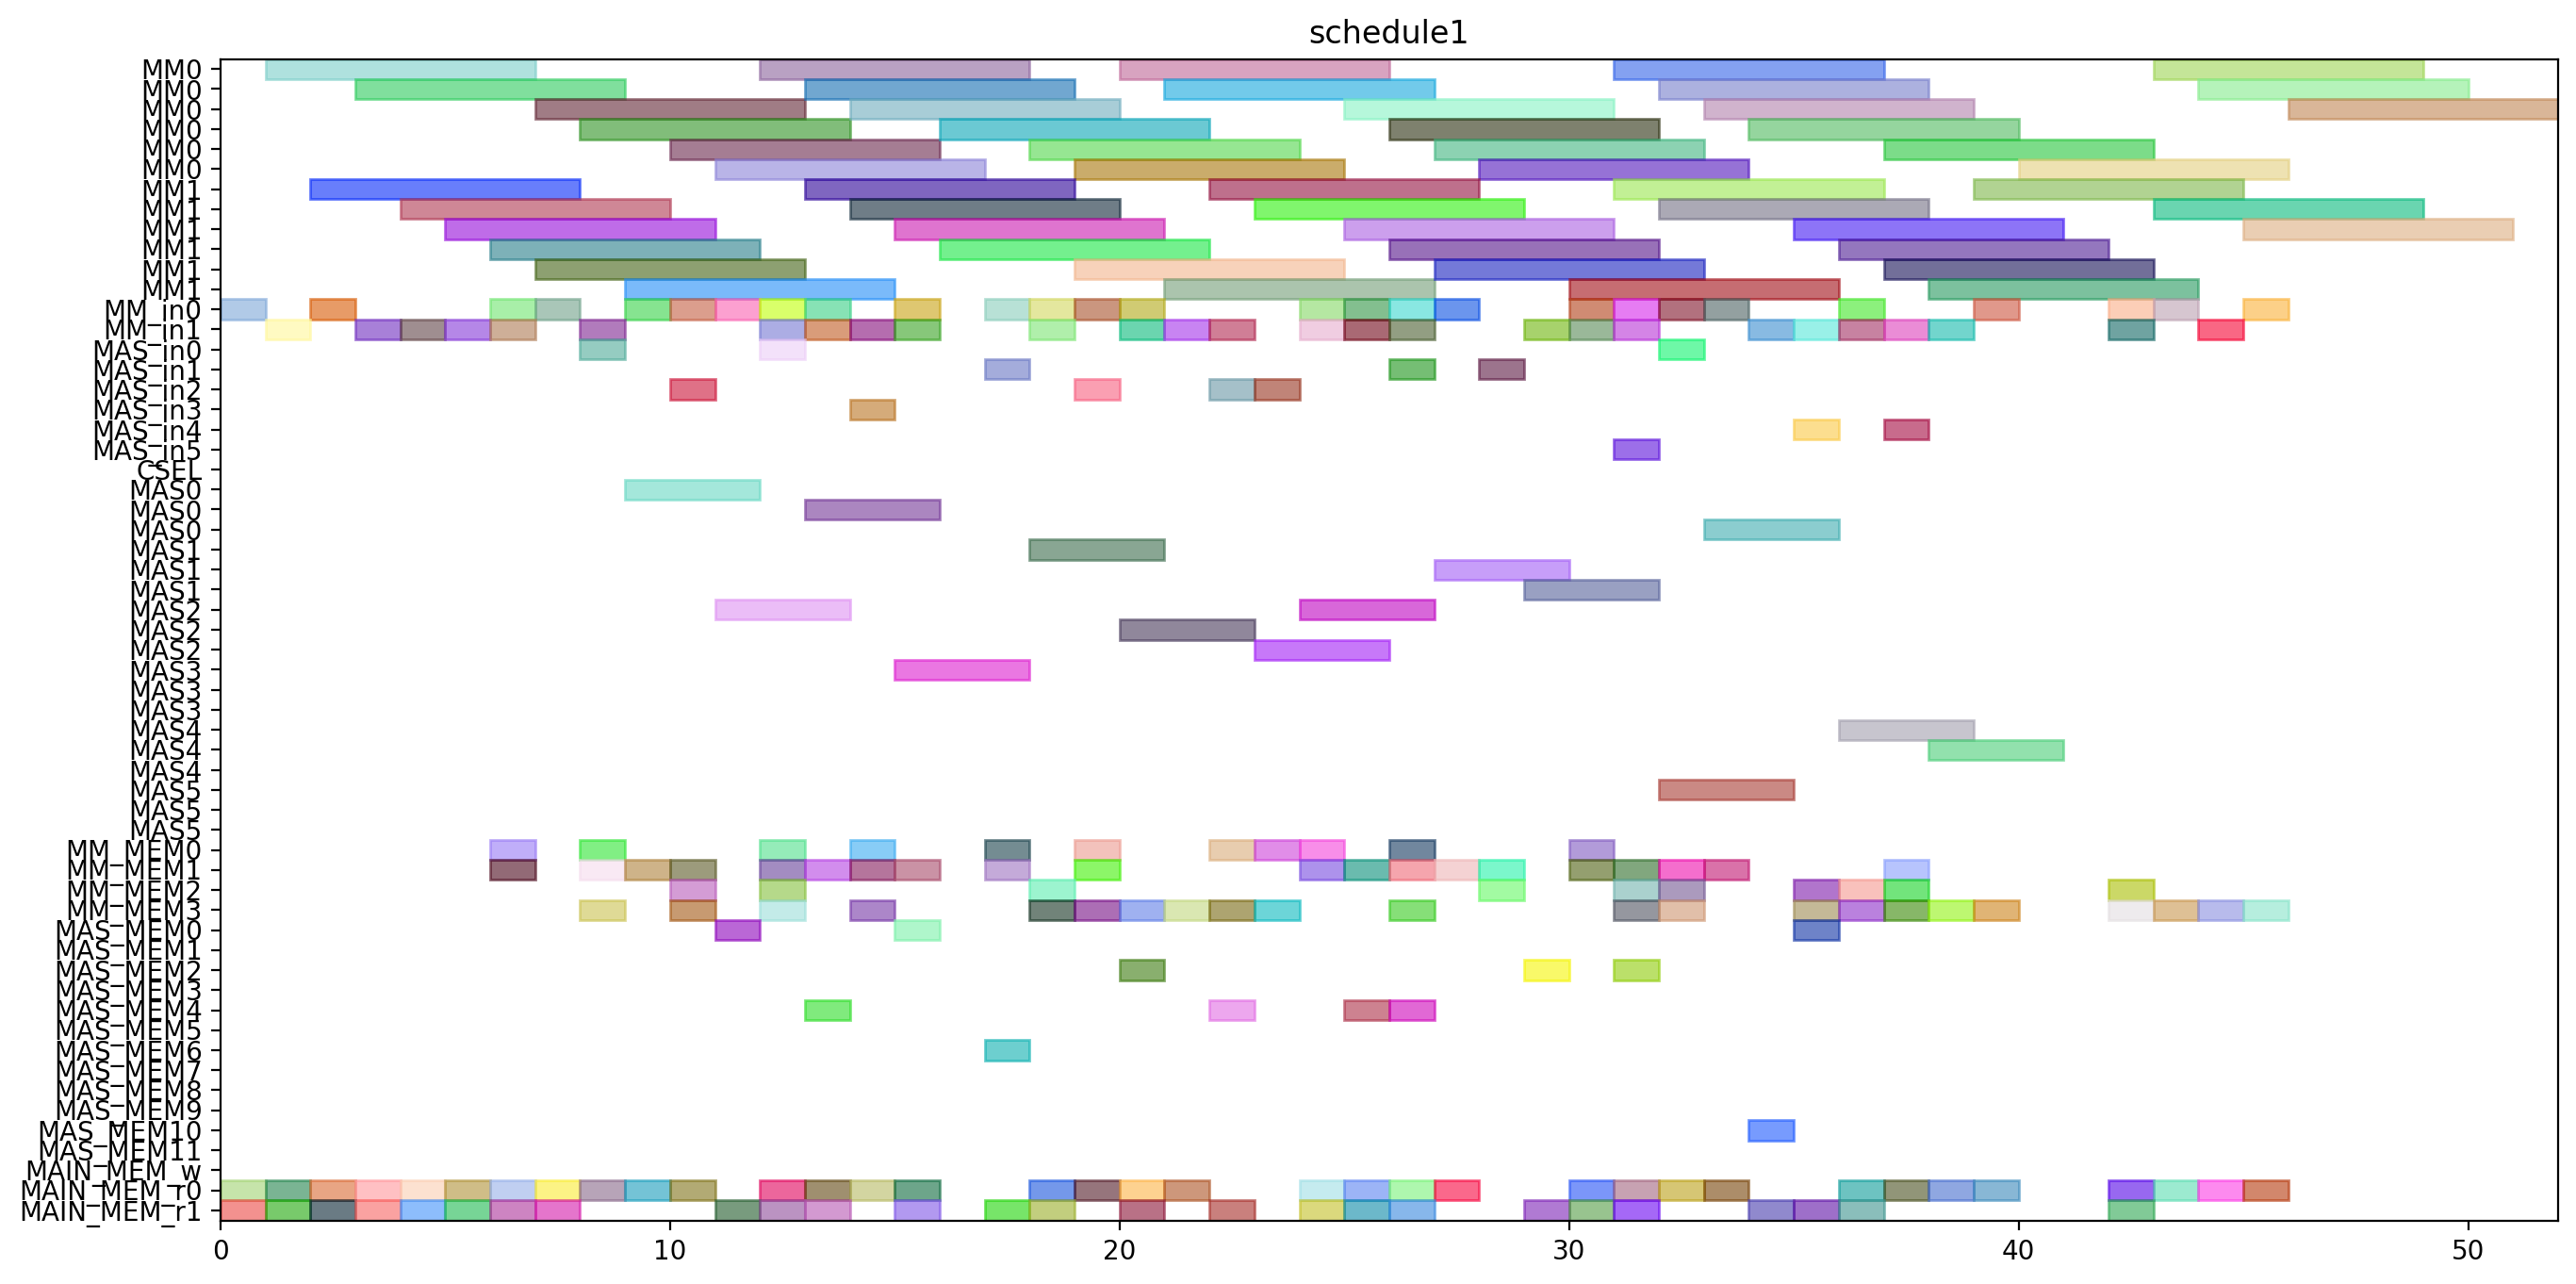 schedule1
MM0
MM0
MM0
MM0
MM0
MM0
MM1
MM1
MM1
MM1
MM1
MM1
MM_in0
MM_in1
MAS_in0
MAS_in1
MAS_in2
MAS_in3
MAS_in4
MAS_in5
CSEL
MAS0
MAS0
MAS0
MAS1
MAS1
MAS1
MAS2
MAS2
MAS2
MAS3
MAS3
MAS3
MAS4
MAS4
MAS4
MAS5
MAS5
MAS5
MM_MEM0
MM_MEM1
MM_MEM2
MM_MEM3
MAS_MEM0
MAS_MEM1
MAS_MEM2
MAS_MEM3
MAS_MEM4
MAS_MEM5
MAS_MEM6
MAS_MEM7
MAS_MEM8
MAS_MEM9
MAS_MEM10
MAS_MEM11
MAIN_MEM_w
MAIN_MEM_r0
MAIN_MEM_r1
0 10 20 30 40 50